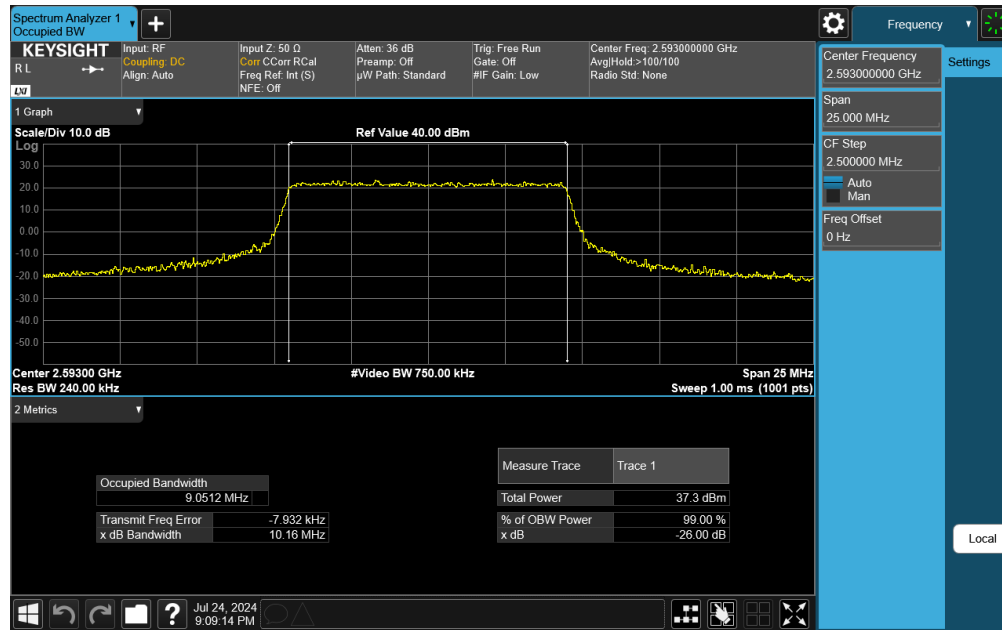 Spectrum Analyzer 1
Occupied BW
Frequency
KEYSIGHT
R L
LXI
Input: RF
Coupling: DC
Align: Auto
Input Z: 50 Ω
Corr CCorr RCal
Freq Ref: Int (S)
NFE: Off
Atten: 36 dB
Preamp: Off
µW Path: Standard
Trig: Free Run
Gate: Off
#IF Gain: Low
Center Freq: 2.593000000 GHz
Avg|Hold:>100/100
Radio Std: None
Center Frequency
2.593000000 GHz
Settings
Span
25.000 MHz
CF Step
2.500000 MHz
Auto
Man
Freq Offset
0 Hz
Local
1 Graph
Scale/Div 10.0 dB
Ref Value 40.00 dBm
Log
30.0
20.0
10.0
0.00
-10.0
-20.0
-30.0
-40.0
-50.0
Center 2.59300 GHz
#Video BW 750.00 kHz
Span 25 MHz
Res BW 240.00 kHz
Sweep 1.00 ms (1001 pts)
2 Metrics
Measure Trace Trace 1
Occupied Bandwidth
9.0512 MHz
Total Power 37.3 dBm
Transmit Freq Error -7.932 kHz
% of OBW Power 99.00 %
x dB Bandwidth 10.16 MHz
x dB -26.00 dB
?
Jul 24, 2024
9:09:14 PM